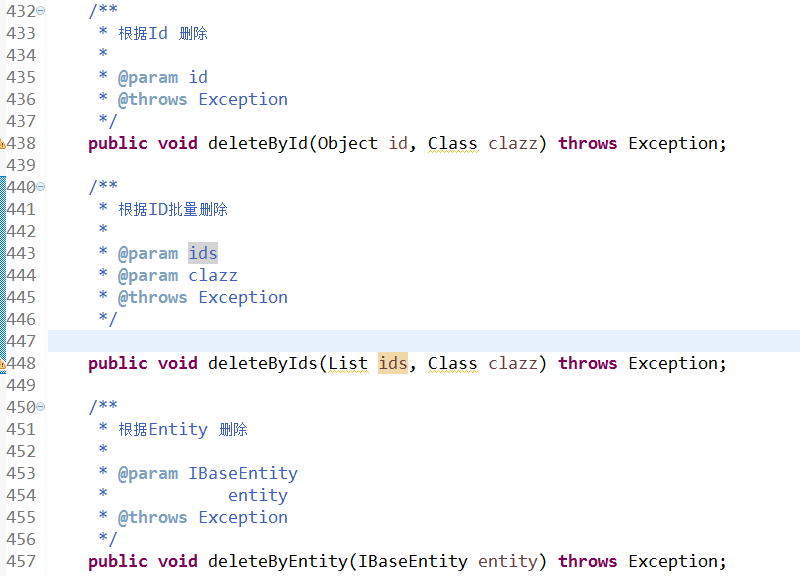 432 /**
433 * 根据Id 删除
434 *
435 * @param id
436 * @throws Exception
437 */
438 public void deleteById(Object id, Class clazz) throws Exception;
439
440 /**
441 * 根据ID批量删除
442 *
443 * @param ids
444 * @param clazz
445 * @throws Exception
446 */
447
448 public void deleteByIds(List ids, Class clazz) throws Exception;
449
450 /**
451 * 根据Entity 删除
452 *
453 * @param IBaseEntity
454 * entity
455 * @throws Exception
456 */
457 public void deleteByEntity(IBaseEntity entity) throws Exception;